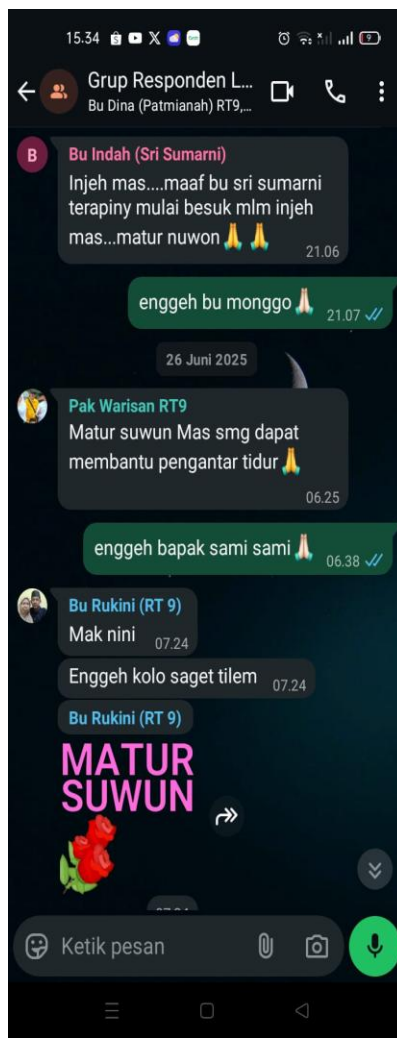 15.34
9
Grup Responden L...
Bu Dina (Patmianah) RT9,...
B
Bu Indah (Sri Sumarni)
Injeh mas....maaf bu sri sumarni
terapiny mulai besuk mlm injeh
mas...matur nuwon🙏 🙏
21.06
enggeh bu monggo🙏🏻
21.07
26 Juni 2025
Pak Warisan RT9
Matur suwun Mas smg dapat
membantu pengantar tidur🙏
06.25
enggeh bapak sami sami🙏🏻
06.38
Bu Rukini (RT 9)
Mak nini 07.24
Enggeh kolo saget tilem 07.24
Bu Rukini (RT 9)
MATUR
SUWUN
Ketik pesan